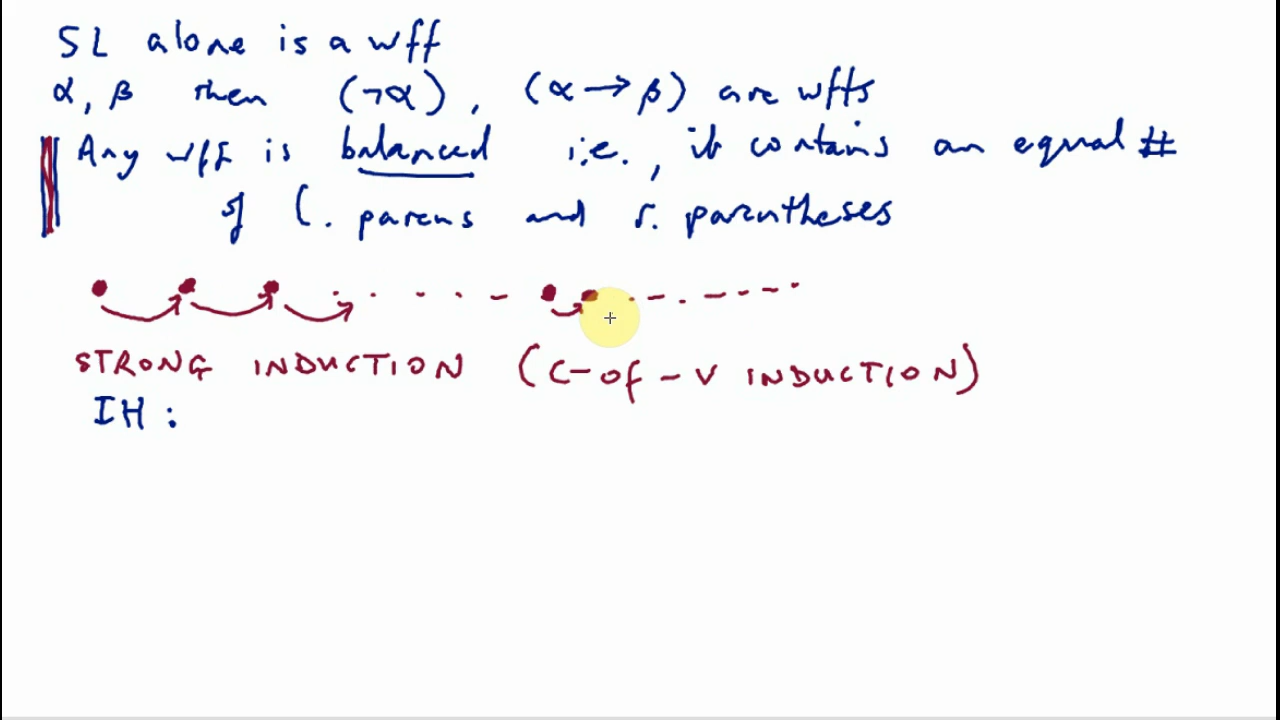 SL alone is a wff
α, β then (¬α), (α → β) are wffs
Any wff is balanced i.e., it contains an equal #
of l. parens and r. parentheses
STRONG INDUCTION (C-of-V INDUCTION)
IH: